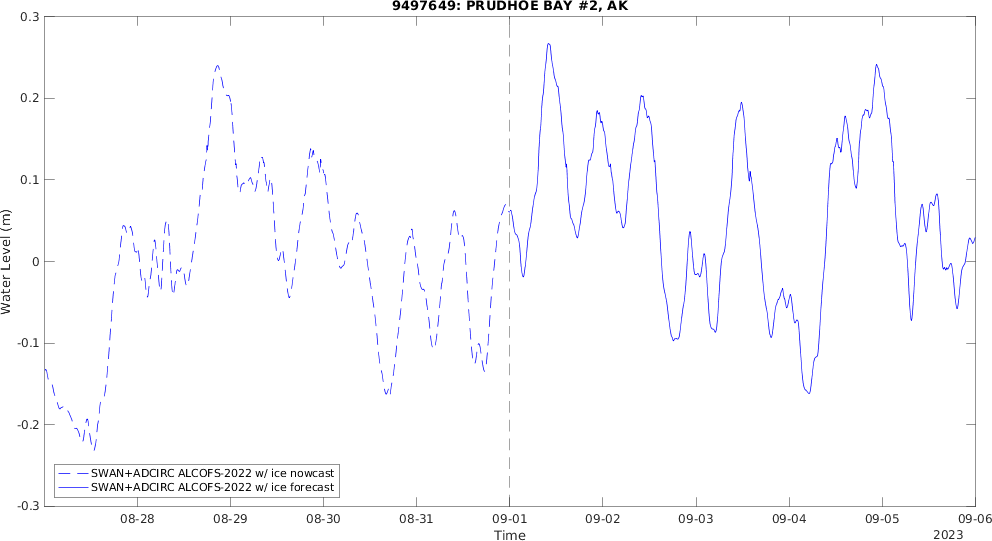 9497649: PRUDHOE BAY #2, AK
0.3
0.2
0.1
0
-0.1
-0.2
-0.3
Water Level (m)
SWAN+ADCIRC ALCOFS-2022 w/ ice nowcast
SWAN+ADCIRC ALCOFS-2022 w/ ice forecast
08-28 08-29 08-30 08-31 09-01 09-02 09-03 09-04 09-05 09-06
Time
2023